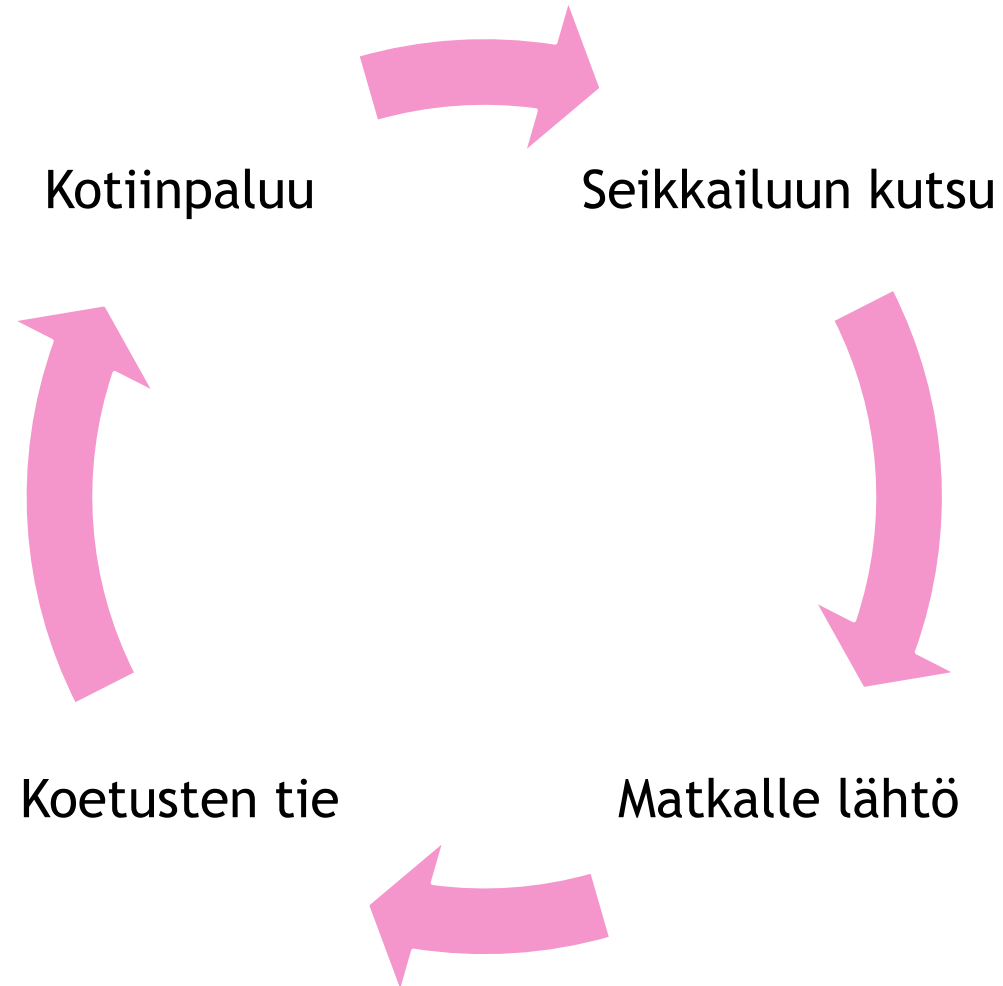 Kotiinpaluu
Seikkailuun kutsu
Koetusten tie
Matkalle lähtö